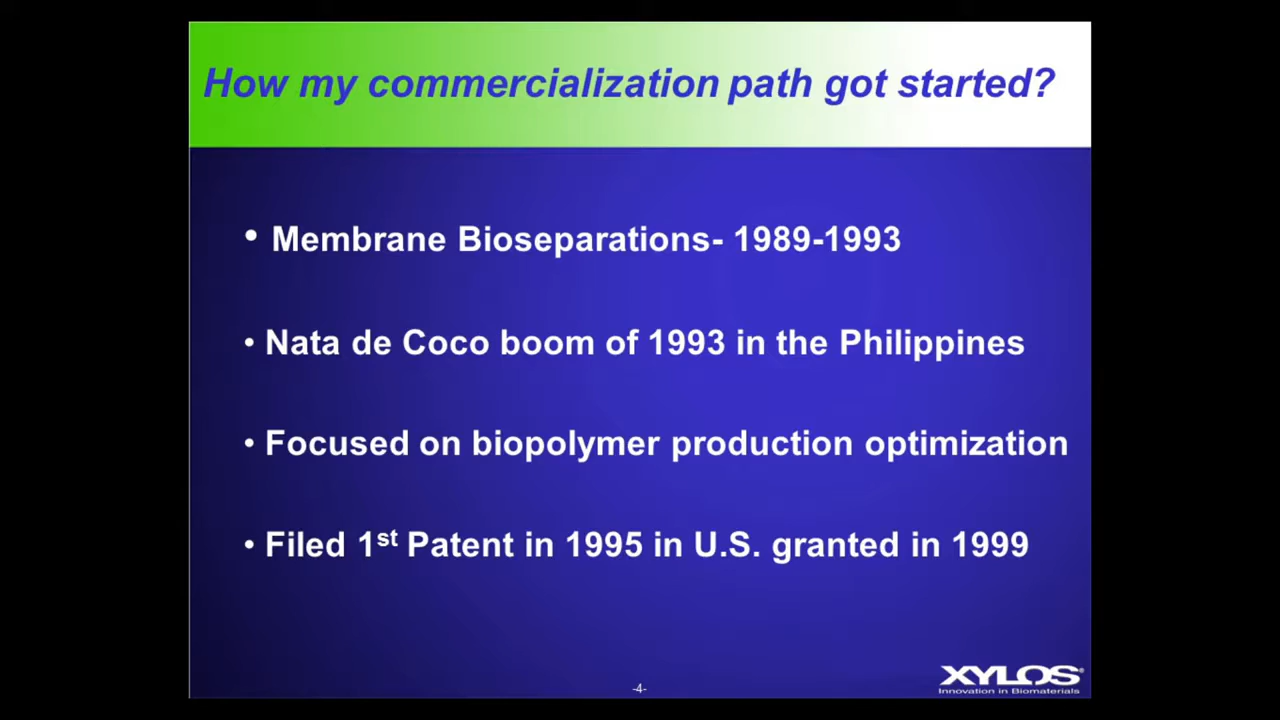 How my commercialization path got started?
• Membrane Bioseparations- 1989-1993
• Nata de Coco boom of 1993 in the Philippines
• Focused on biopolymer production optimization
• Filed 1st Patent in 1995 in U.S. granted in 1999
XYLOS®
Innovation in Biomaterials
-4-